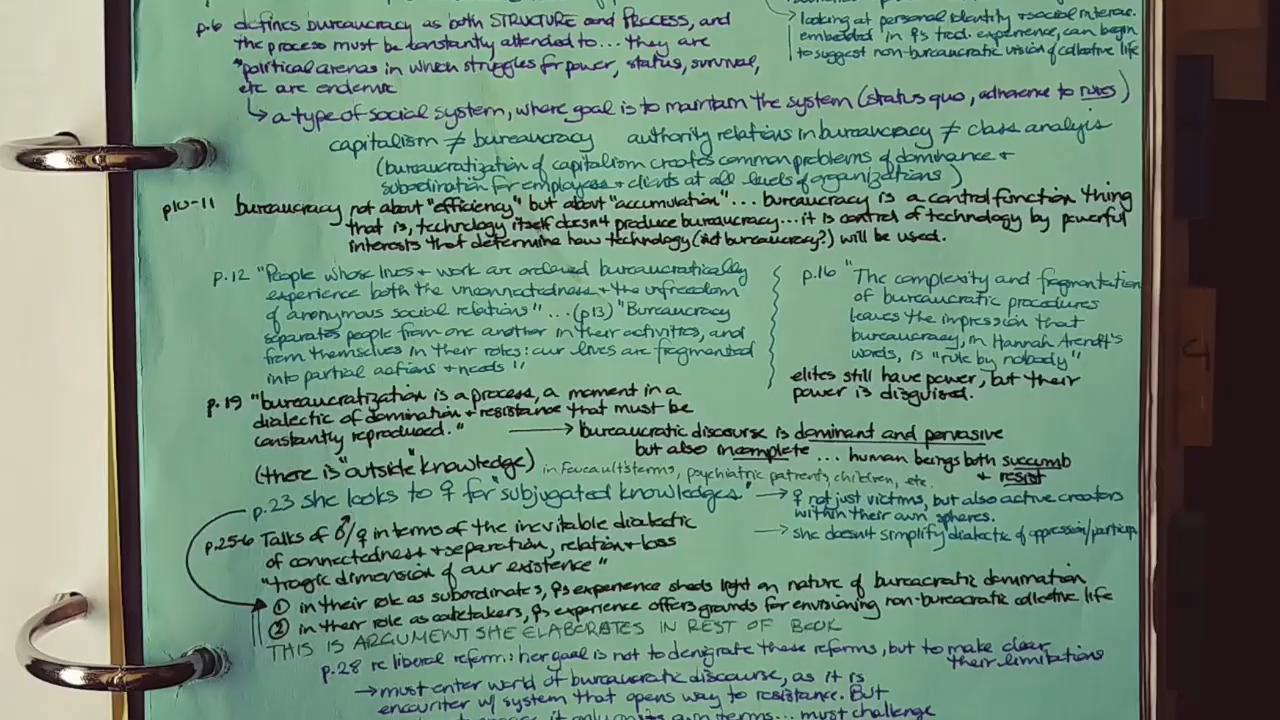 p.6 defines bureaucracy as both STRUCTURE and PROCESS, and
the process must be constantly attended to... they are
"political arenas in which struggles for power, status, survival,
etc are endemic
→ looking at personal identity + social interac.
embedded in ♀s trad. experience, can begin
to suggest non-bureaucratic vision of collective life
↳ a type of social system, where goal is to maintain the system (status quo, adherence to rules)
capitalism ≠ bureaucracy authority relations in bureaucracy ≠ class analysis
(bureaucratization of capitalism creates common problems of dominance +
subordination for employees + clients at all levels of organizations)
p10-11 bureaucracy not about "efficiency" but about "accumulation"... bureaucracy is a control function thing
that is, technology itself doesn't produce bureaucracy... it is control of technology by powerful
interests that determine how technology (not bureaucracy?) will be used.
p.12 "People whose lives + work are ordered bureaucratically
experience both the unconnectedness + the unfreedom
of anonymous social relations"... (p13) "Bureaucracy
separates people from one another in their activities, and
from themselves in their roles: our lives are fragmented
into partial actions + needs"
p.16 "The complexity and fragmentation
of bureaucratic procedures
leaves the impression that
bureaucracy, in Hannah Arendt's
words, is "rule by nobody"
elites still have power, but their
power is disguised.
p.19 "bureaucratization is a process, a moment in a
dialectic of domination + resistance that must be
constantly reproduced." → bureaucratic discourse is dominant and pervasive
but also incomplete... human beings both succumb
+ resist
(there is "outside" knowledge) in Foucault's terms, psychiatric patients, children, etc.
p.23 she looks to ♀ for "subjugated knowledges" → ♀ not just victims, but also active creators
within their own spheres.
→ she doesn't simplify dialectic of oppression/particip
p.25-6 Talks of ♂/♀ in terms of the inevitable dialectic
of connectedness + separation, relation + loss
"tragic dimension of our existence"
① in their role as subordinates, ♀s experience sheds light on nature of bureaucratic domination
② in their role as caretakers, ♀s experience offers grounds for envisioning non-bureaucratic collective life
THIS IS ARGUMENT SHE ELABORATES IN REST OF BOOK
p.28 re liberal reform: her goal is not to denigrate these reforms, but to make clear
their limitations
→ must enter world of bureaucratic discourse, as it is
encounter w/ system that opens way to resistance. But
it only on its own terms... must challenge